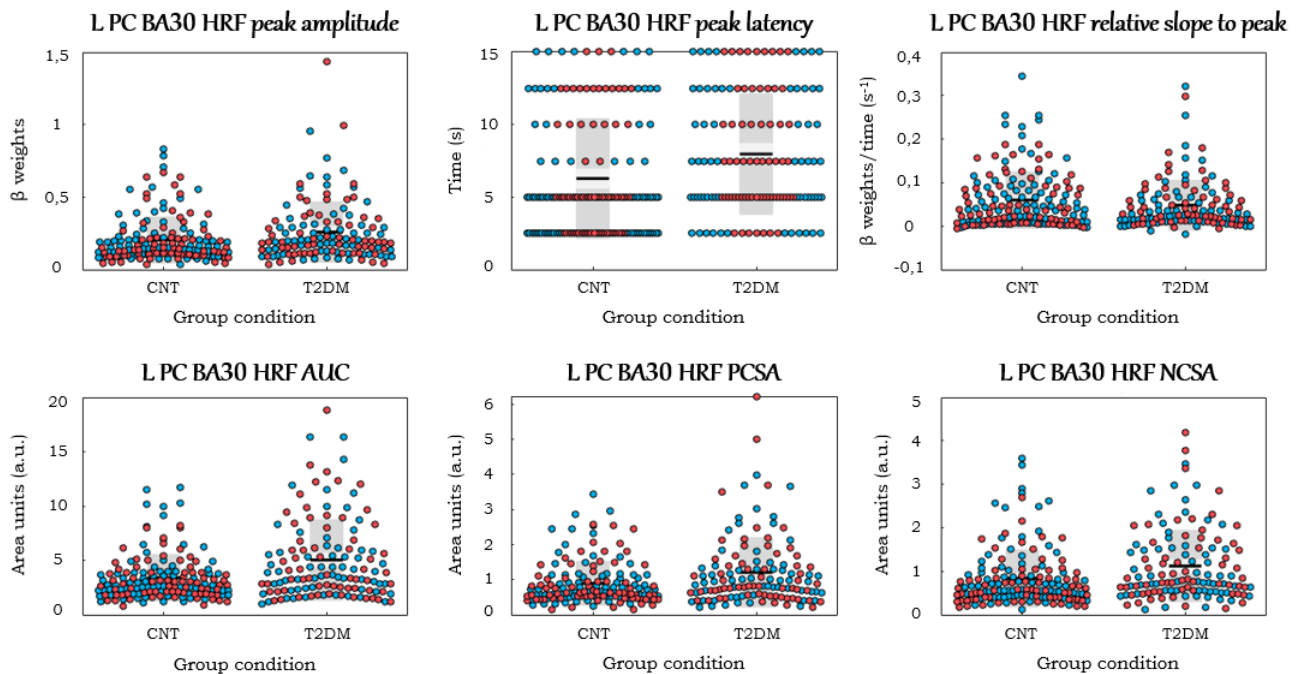 L PC BA30 HRF peak amplitude
β weights
1,5
1
0,5
0
CNT
T2DM
Group condition
L PC BA30 HRF peak latency
Time (s)
15
10
5
0
CNT
T2DM
Group condition
L PC BA30 HRF relative slope to peak
β weights/ time (s⁻¹)
0,4
0,3
0,2
0,1
0
-0,1
CNT
T2DM
Group condition
L PC BA30 HRF AUC
Area units (a.u.)
20
15
10
5
0
CNT
T2DM
Group condition
L PC BA30 HRF PCSA
Area units (a.u.)
6
5
4
3
2
1
0
CNT
T2DM
Group condition
L PC BA30 HRF NCSA
Area units (a.u.)
5
4
3
2
1
0
CNT
T2DM
Group condition